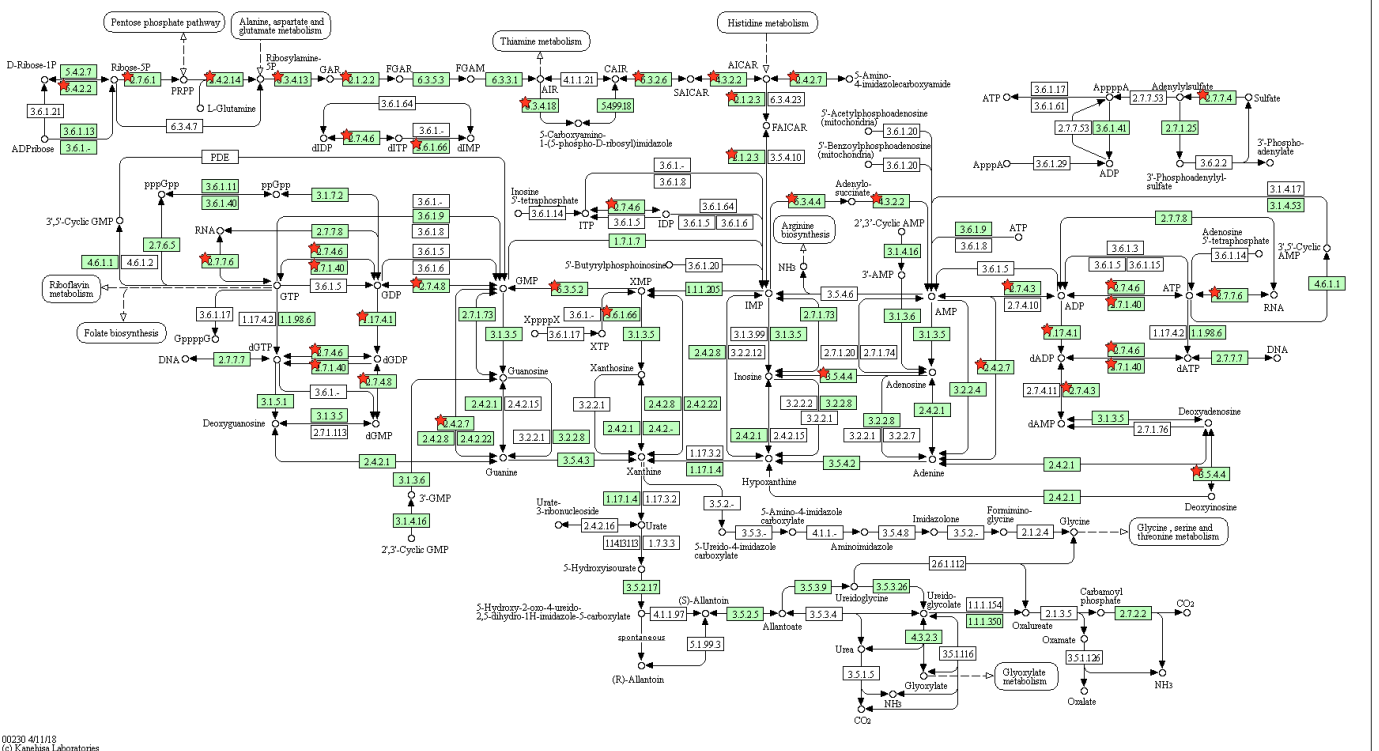 Pentose phosphate pathway
Alanine, aspartate and
glutamate metabolism
Histidine metabolism
Thiamine metabolism
D-Ribose-1P
5.4.2.7
5.4.2.2
Ribose-5P
2.7.6.1
PRPP
2.4.2.14
Ribosylamine-
5P
6.3.4.13
GAR
2.1.2.2
FGAR
6.3.5.3
FGAM
6.3.3.1
AIR
4.1.1.21
CAIR
6.3.2.6
SAICAR
4.3.2.2
AICAR
2.4.2.7
5-Amino-
4-imidazolecarboxyamide
3.6.1.21
L-Glutamine
6.3.4.7
3.6.1.13
3.6.1.-
ADPribose
3.6.1.64
dIDP
2.7.4.6
dITP
3.6.1.-
3.6.1.66
dIMP
6.3.4.18
5.4.99.18
5-Carboxyamino-
1-(5-phospho-D-ribosyl)imidazole
2.1.2.3
6.3.4.23
FAICAR
2.1.2.3
3.5.4.10
5'-Acetylphosphoadenosine
(mitochondria)
3.6.1.20
5'-Benzoylphosphoadenosine
(mitochondria)
3.6.1.20
ATP
3.6.1.17
3.6.1.61
AppppA
2.7.7.53
Adenylylsulfate
2.7.7.4
Sulfate
2.7.7.53
3.6.1.41
2.7.1.25
ApppA
3.6.1.29
ADP
3.6.2.2
3'-Phospho-
adenylate
3'-Phosphoadenylyl-
sulfate
PDE
pppGpp
3.6.1.11
3.6.1.40
ppGpp
3.1.7.2
3.6.1.-
3.6.1.9
3.6.1.8
3',5'-Cyclic GMP
RNA
2.7.7.8
2.7.6.5
2.7.7.6
2.7.4.6
2.7.1.40
3.6.1.5
3.6.1.6
4.6.1.1
4.6.1.2
Riboflavin
metabolism
GTP
3.6.1.5
GDP
2.7.4.8
GMP
Folate biosynthesis
GppppG
3.6.1.17
1.17.4.2
1.1.98.6
1.17.4.1
Inosine
5'-tetraphosphate
3.6.1.14
3.6.1.-
3.6.1.8
ITP
2.7.4.6
3.6.1.5
IDP
3.6.1.64
3.6.1.5
3.6.1.6
1.7.1.7
5'-Butyrylphosphoinosine
3.6.1.20
6.3.4.4
Adenylo-
succinate
4.3.2.2
Arginine
biosynthesis
2',3'-Cyclic AMP
3.1.4.16
3'-AMP
NH3
3.6.1.9
3.6.1.8
ATP
3.1.4.17
3.1.4.53
2.7.7.8
3.6.1.3
3.6.1.5
3.6.1.15
Adenosine
5'-tetraphosphate
3.6.1.14
3',5'-Cyclic
AMP
4.6.1.1
6.3.5.2
XMP
1.1.1.205
IMP
3.5.4.6
AMP
3.6.1.5
2.7.4.3
2.7.4.10
ADP
2.7.4.6
2.7.1.40
ATP
2.7.7.6
RNA
XppppX
3.6.1.-
3.6.1.66
3.6.1.17
XTP
2.7.1.73
3.1.3.5
3.1.3.5
3.1.3.99
3.2.2.12
3.1.3.5
2.7.1.73
3.1.3.6
3.1.3.5
2.4.2.8
2.7.1.20
2.7.1.74
1.17.4.1
1.17.4.2
1.1.98.6
DNA
2.7.7.7
dGTP
2.7.4.6
2.7.1.40
dGDP
2.7.4.8
3.6.1.-
3.1.5.1
3.1.3.5
2.7.1.113
Deoxyguanosine
dGMP
Guanosine
Xanthosine
Inosine
3.5.4.4
Adenosine
2.4.2.7
3.2.2.4
dADP
2.7.4.6
2.7.1.40
dATP
2.7.7.7
DNA
2.7.4.11
2.7.4.3
dAMP
3.1.3.5
2.7.1.76
Deoxyadenosine
2.4.2.7
2.4.2.8
2.4.2.22
2.4.2.1
2.4.2.15
3.2.2.1
3.2.2.8
3.2.2.1
2.4.2.8
2.4.2.22
2.4.2.1
2.4.2.-
2.4.2.1
2.4.2.15
3.2.2.2
3.2.2.8
3.2.2.1
3.2.2.8
3.2.2.1
3.2.2.7
2.4.2.1
2.4.2.1
Guanine
3.5.4.3
Xanthine
1.17.3.2
1.17.1.4
Hypoxanthine
3.5.4.2
Adenine
2.4.2.1
3.5.4.4
2.4.2.1
Deoxyinosine
3.1.3.6
3'-GMP
3.1.4.16
2',3'-Cyclic GMP
1.17.1.4
1.17.3.2
Urate-
3-ribonucleoside
2.4.2.16
Urate
1.14.13.113
1.7.3.3
3.5.2.-
5-Ureido-4-imidazole
carboxylate
3.5.3.-
5-Amino-4-imidazole
carboxylate
4.1.1.-
Aminoimidazole
3.5.4.8
Imidazolone
3.5.2.-
Formimino-
glycine
2.1.2.4
Glycine
Glycine , serine and
threonine metabolism
5-Hydroxyisourate
3.5.2.17
5-Hydroxy-2-oxo-4-ureido-
2,5-dihydro-1H-imidazole-5-carboxylate
4.1.1.97
(S)-Allantoin
3.5.2.5
Allantoate
3.5.3.9
Ureidoglycine
3.5.3.26
3.5.3.4
Ureido-
glycolate
2.6.1.112
1.1.1.154
1.1.1.350
Oxalureate
2.1.3.5
Carbamoyl
phosphate
2.7.2.2
CO2
spontaneous
5.1.99.3
(R)-Allantoin
Urea
4.3.2.3
3.5.1.116
Oxamate
3.5.1.126
Oxalate
NH3
3.5.1.5
Glyoxylate
Glyoxylate
metabolism
NH3
CO2
00230 4/11/18
(c) Kanehisa Laboratories